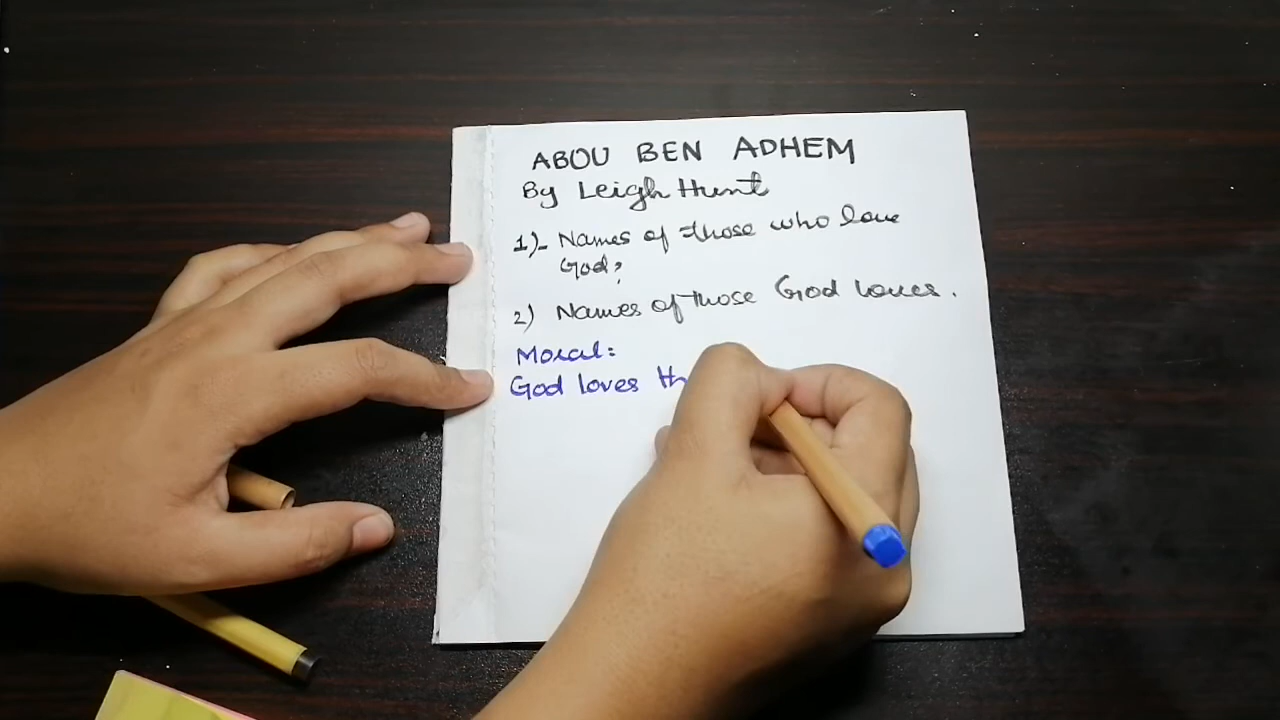 ABOU BEN ADHEM
By Leigh Hunt
1)- Names of those who love
God?
2) Names of those God loves.
Moral:
God loves th